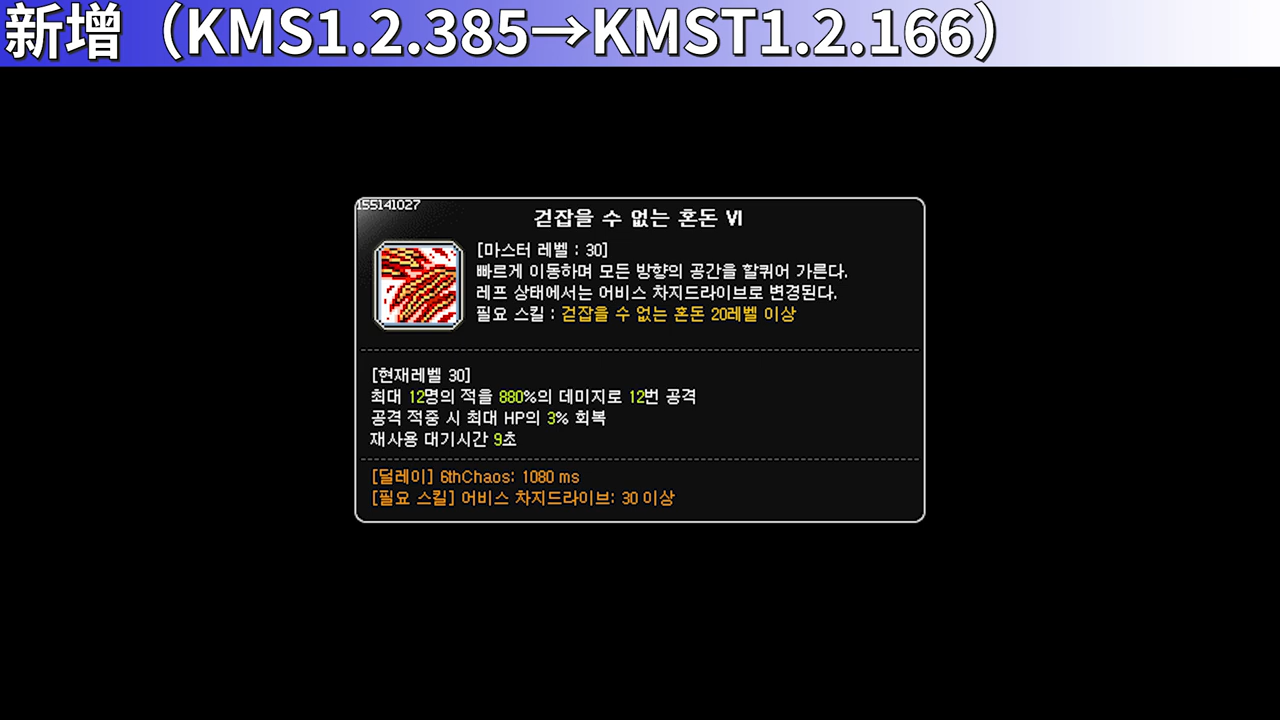 新增（KMS1.2.385→KMST1.2.166）
155141027
걷잡을 수 없는 혼돈 VI
[마스터 레벨 : 30]
빠르게 이동하며 모든 방향의 공간을 할퀴어 가른다.
레프 상태에서는 어비스 차지드라이브로 변경된다.
필요 스킬 : 걷잡을 수 없는 혼돈 20레벨 이상
[현재레벨 30]
최대 12명의 적을 880%의 데미지로 12번 공격
공격 적중 시 최대 HP의 3% 회복
재사용 대기시간 9초
[딜레이] 6thChaos: 1080 ms
[필요 스킬] 어비스 차지드라이브: 30 이상